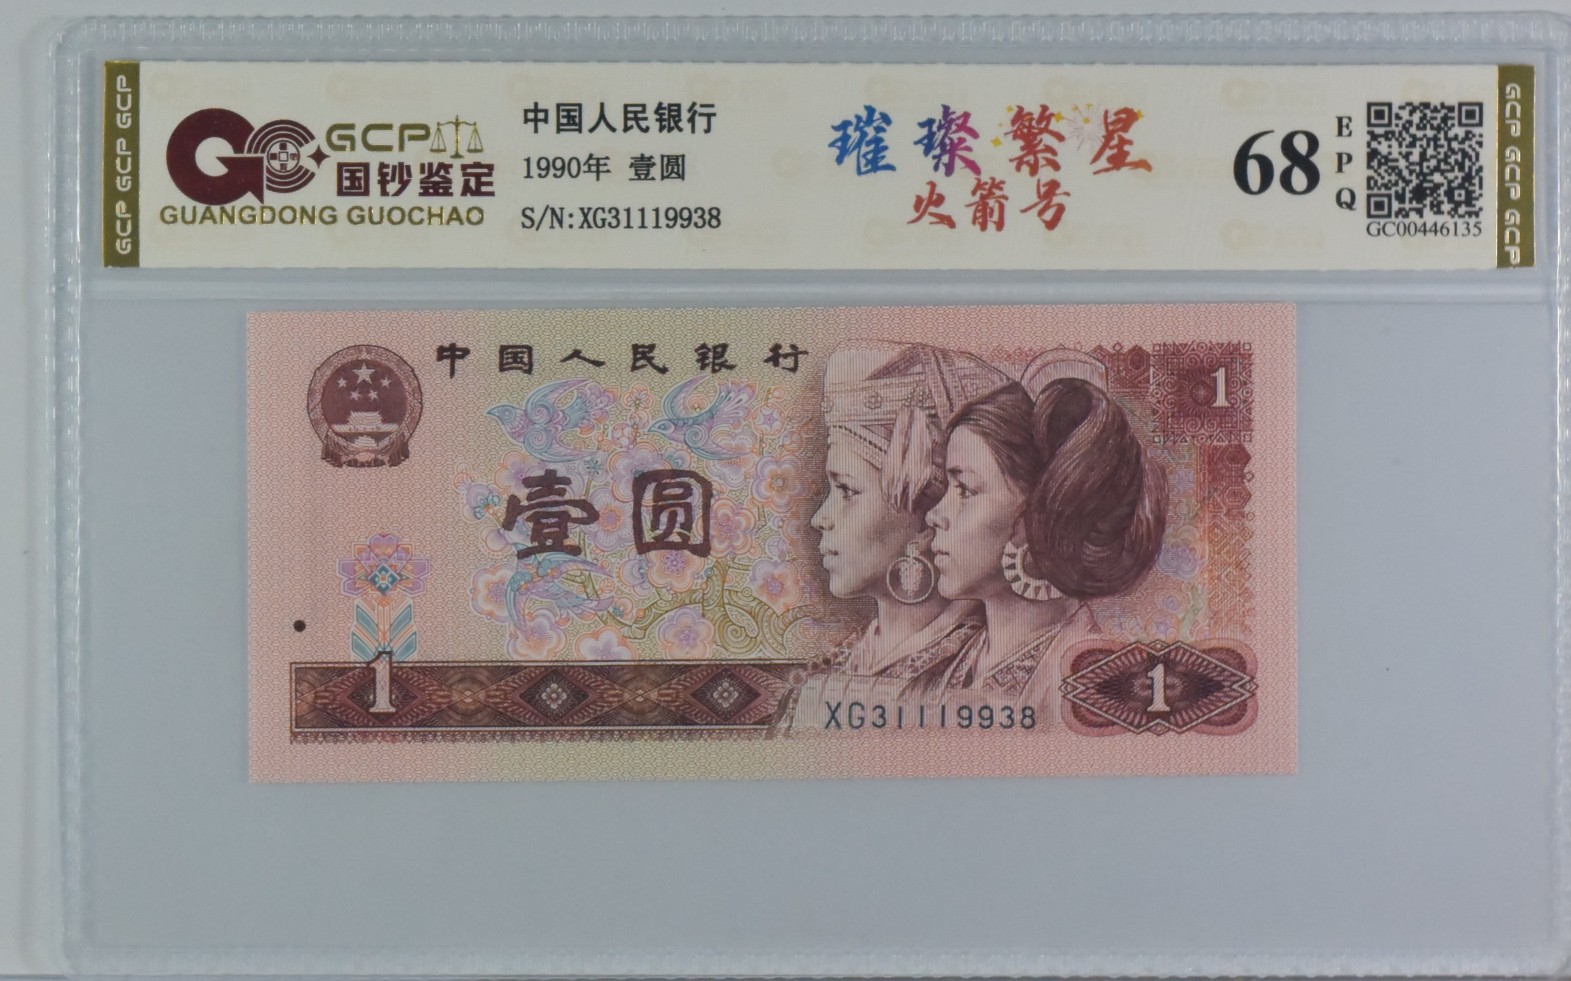 GCP GCP GCP
GCP
国钞鉴定
GUANGDONG GUOCHAO
中国人民银行
1990年 壹圆
S/N:XG31119938
璀璨繁星
火箭号
68
EPQ
GC00446135
GCP GCP GCP
中国人民银行
1
壹圆
1
XG31119938
1